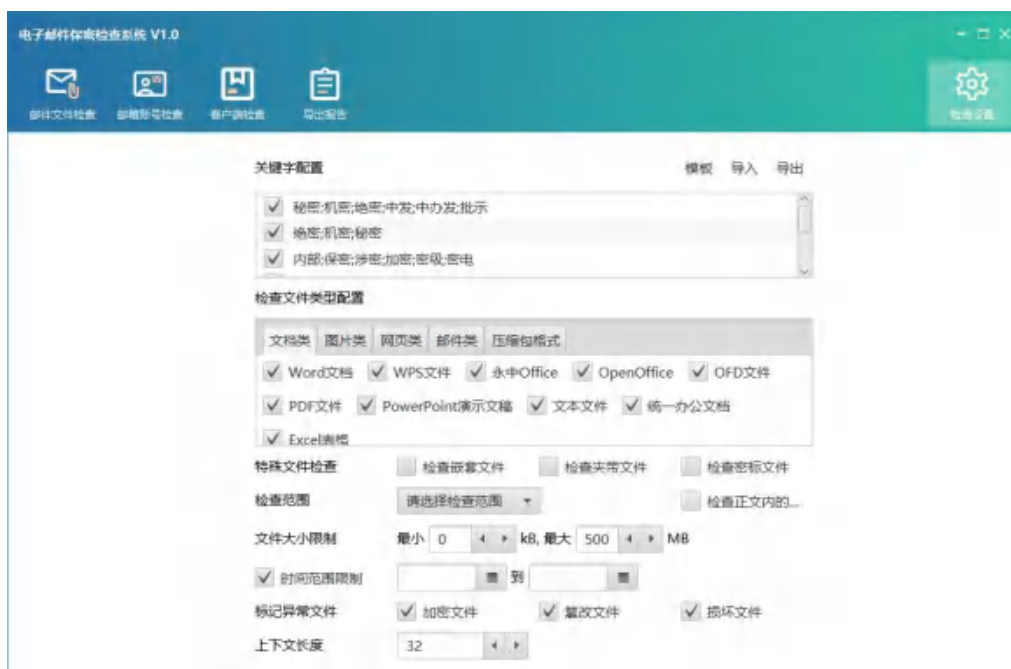 电子邮件保密检查系统 V1.0
邮件文件检查 邮箱账号检查 客户端检查 导出报告 检查设置
关键字配置 模板 导入 导出
秘密;机密;绝密;中发;中办发;批示
绝密;机密;秘密
内部;保密;涉密;加密;密级;密电
检查文件类型配置
文档类 图片类 网页类 邮件类 压缩包格式
Word文档 WPS文件 永中Office OpenOffice OFD文件
PDF文件 PowerPoint演示文稿 文本文件 统一办公文档
Excel表格
特殊文件检查 检查嵌套文件 检查夹带文件 检查密标文件
检查范围 请选择检查范围 检查正文内的...
文件大小限制 最小 0 kB, 最大 500 MB
时间范围限制 到
标记异常文件 加密文件 篡改文件 损坏文件
上下文长度 32